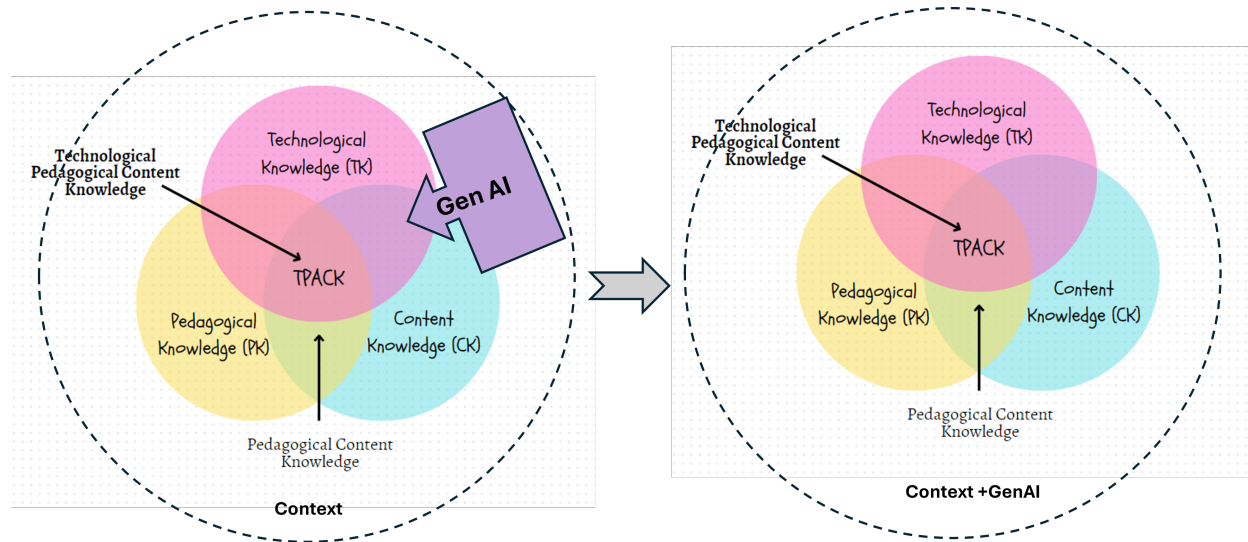 Technological
Knowledge (TK)
Technological
Pedagogical Content
Knowledge
Gen AI
TPACK
Pedagogical
Knowledge (PK)
Content
Knowledge (CK)
Pedagogical Content
Knowledge
Context
Technological
Knowledge (TK)
Technological
Pedagogical Content
Knowledge
TPACK
Pedagogical
Knowledge (PK)
Content
Knowledge (CK)
Pedagogical Content
Knowledge
Context +GenAI